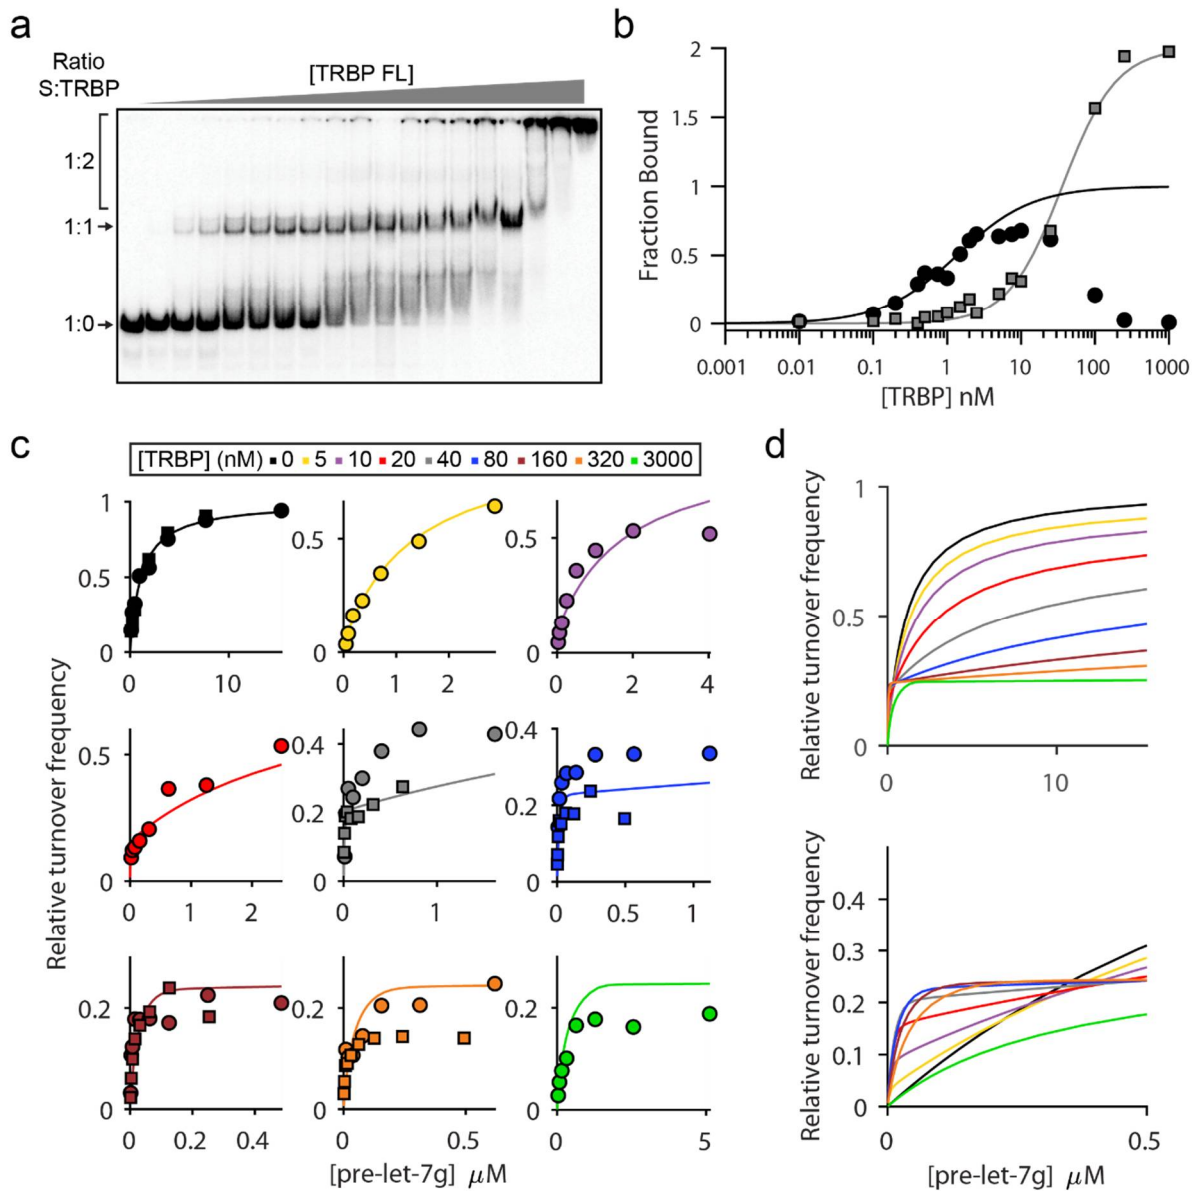 a
Ratio
S:TRBP
[TRBP FL]
1:2
1:1
1:0
b
Fraction Bound
2
1.5
1
0.5
0
0.001 0.01 0.1 1 10 100 1000
[TRBP] nM
c
[TRBP] (nM) 0 5 10 20 40 80 160 320 3000
Relative turnover frequency
1
0.5
0
0 10
0.5
0
0 1 2
0.5
0
0 2 4
0.5
0
0 1 2
0.4
0.2
0
0 1
0.4
0.2
0
0 0.5 1
0.2
0
0 0.2 0.4
0.2
0
0 0.5
0.2
0
0 5
[pre-let-7g] μM
d
Relative turnover frequency
1
0.5
0
0 10
Relative turnover frequency
0.4
0.3
0.2
0.1
0
0 0.5
[pre-let-7g] μM